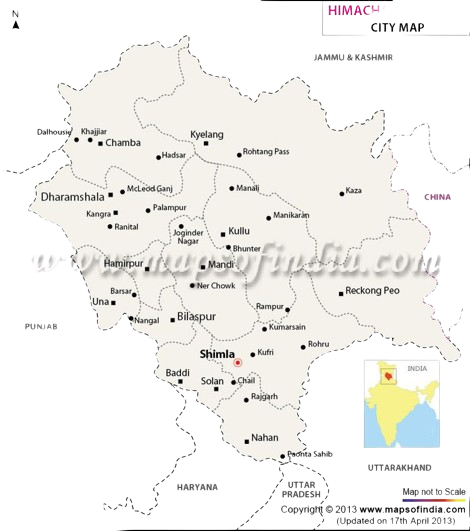 HIMACH
CITY MAP
N
JAMMU & KASHMIR
Dalhousie
Khajjiar
Chamba
Kyelang
Hadsar
Rohtang Pass
McLeod Ganj
Manali
Kaza
CHINA
Dharamshala
Kangra
Palampur
Ranital
Joginder
Nagar
Manikaran
Kullu
Bhunter
www.mapsofindia.com
Hamirpur
Mandi
Barsar
Ner Chowk
Reckong Peo
Una
Rampur
Nangal
Bilaspur
PUNJAB
Kumarsain
Rohru
Shimla
Kufri
Baddi
Solan
Chail
Rajgarh
INDIA
Nahan
Paonta Sahib
UTTARAKHAND
HARYANA
UTTAR
PRADESH
Map not to Scale
Copyright © 2013 www.mapsofindia.com
(Updated on 17th April 2013)